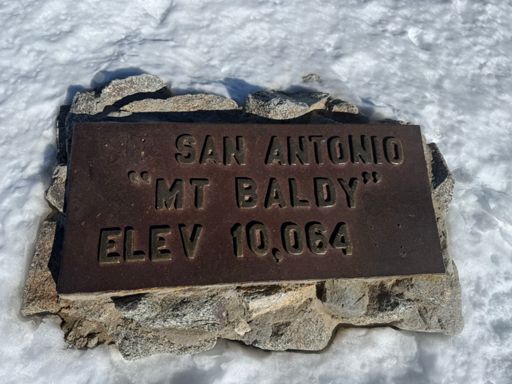 SAN ANTONIO
"MT BALDY"
ELEV 10,064